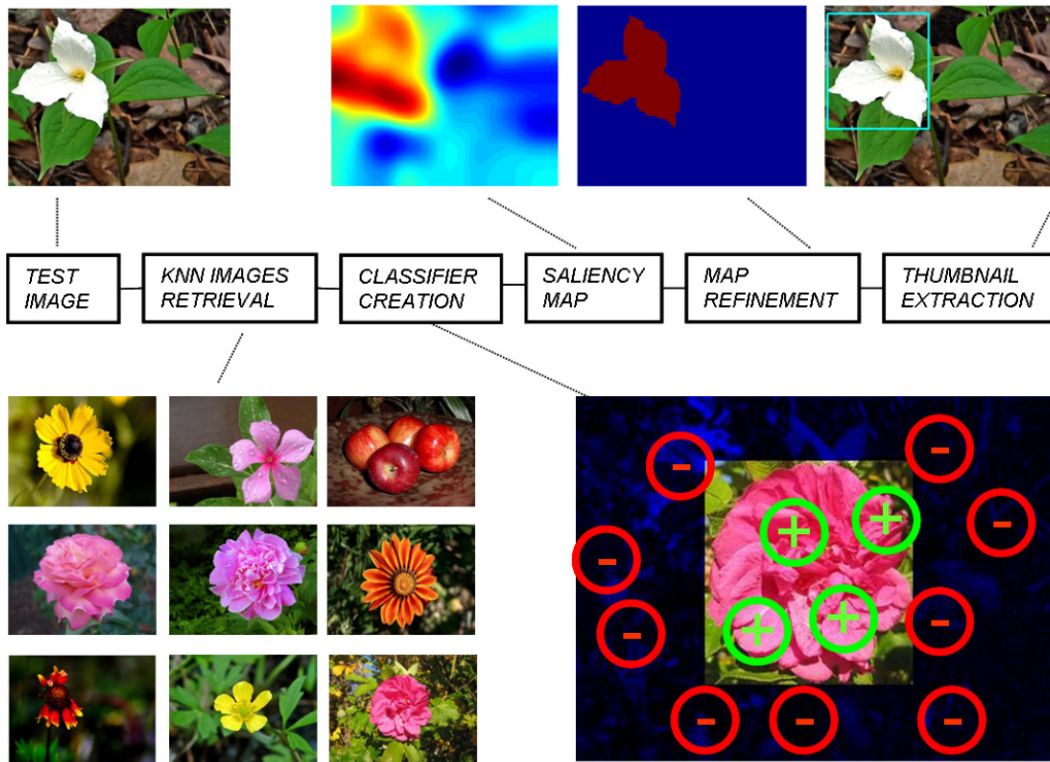 TEST
IMAGE
KNN IMAGES
RETRIEVAL
CLASSIFIER
CREATION
SALIENCY
MAP
MAP
REFINEMENT
THUMBNAIL
EXTRACTION
- -
+ +
-
-
-
+ +
-
- - -